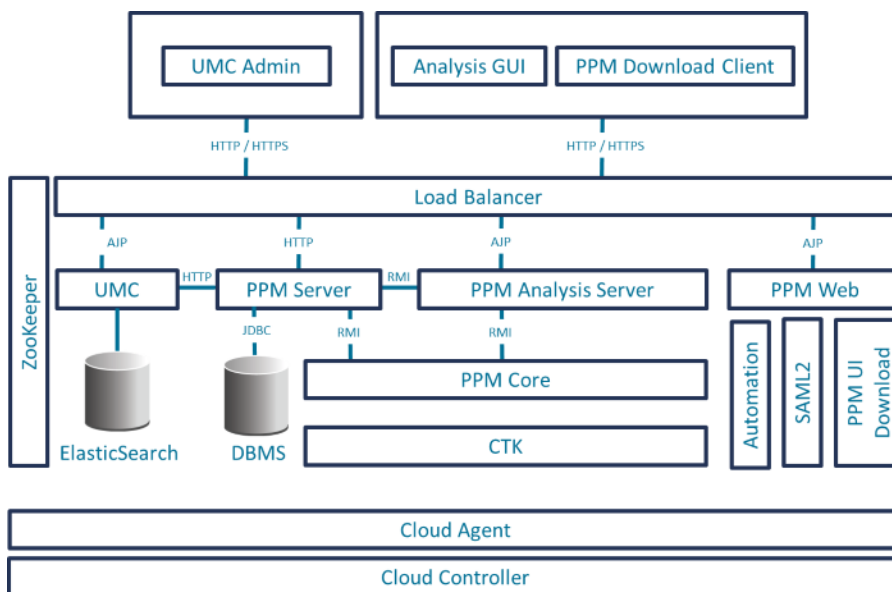 UMC Admin
Analysis GUI
PPM Download Client
HTTP / HTTPS
HTTP / HTTPS
Load Balancer
AJP
HTTP
AJP
AJP
ZooKeeper
UMC
HTTP
PPM Server
RMI
PPM Analysis Server
PPM Web
JDBC
RMI
RMI
PPM Core
Automation
SAML2
PPM UI
Download
ElasticSearch
DBMS
CTK
Cloud Agent
Cloud Controller